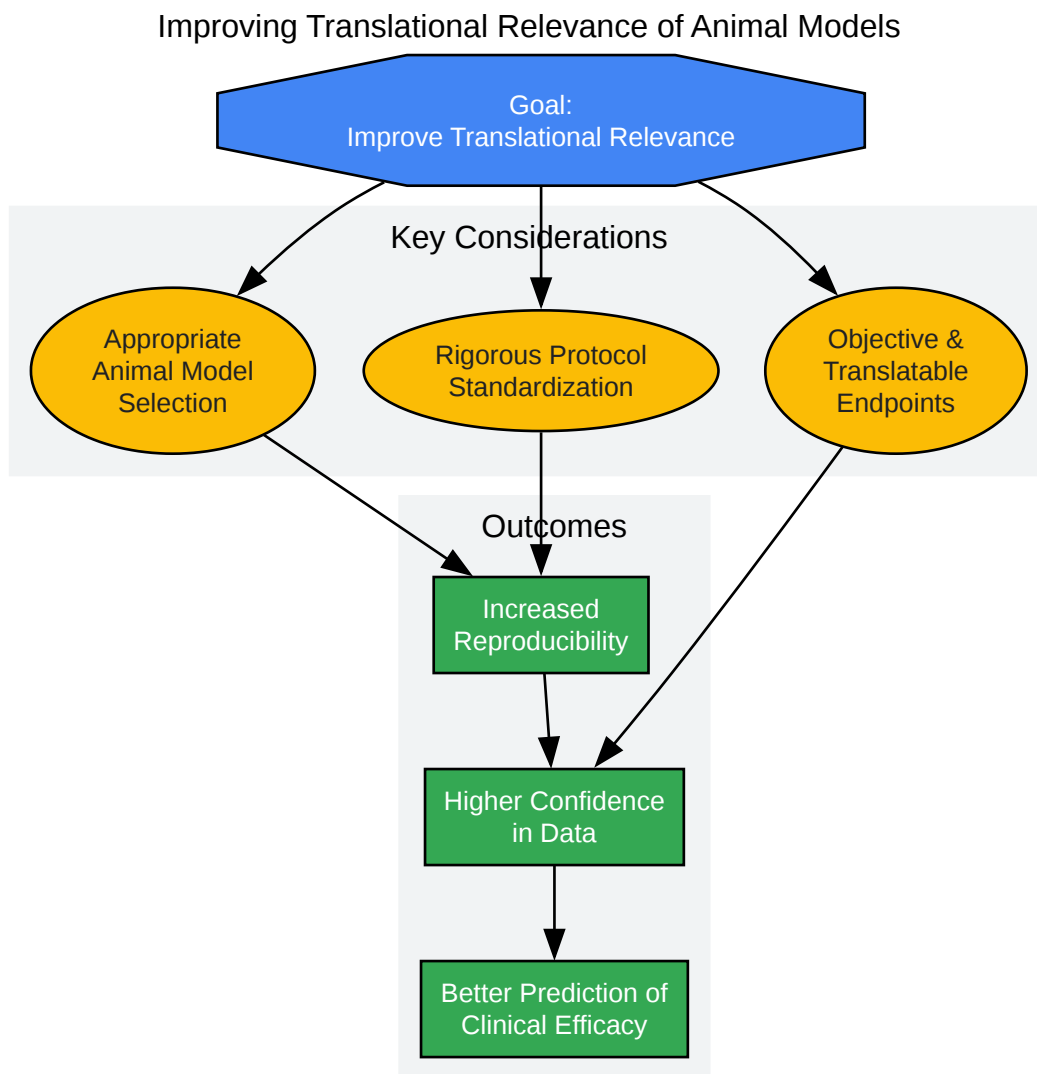 Improving Translational Relevance of Animal Models
Goal:
Improve Translational Relevance
Key Considerations
Appropriate
Animal Model
Selection
Rigorous Protocol
Standardization
Objective &
Translatable
Endpoints
Outcomes
Increased
Reproducibility
Higher Confidence
in Data
Better Prediction of
Clinical Efficacy